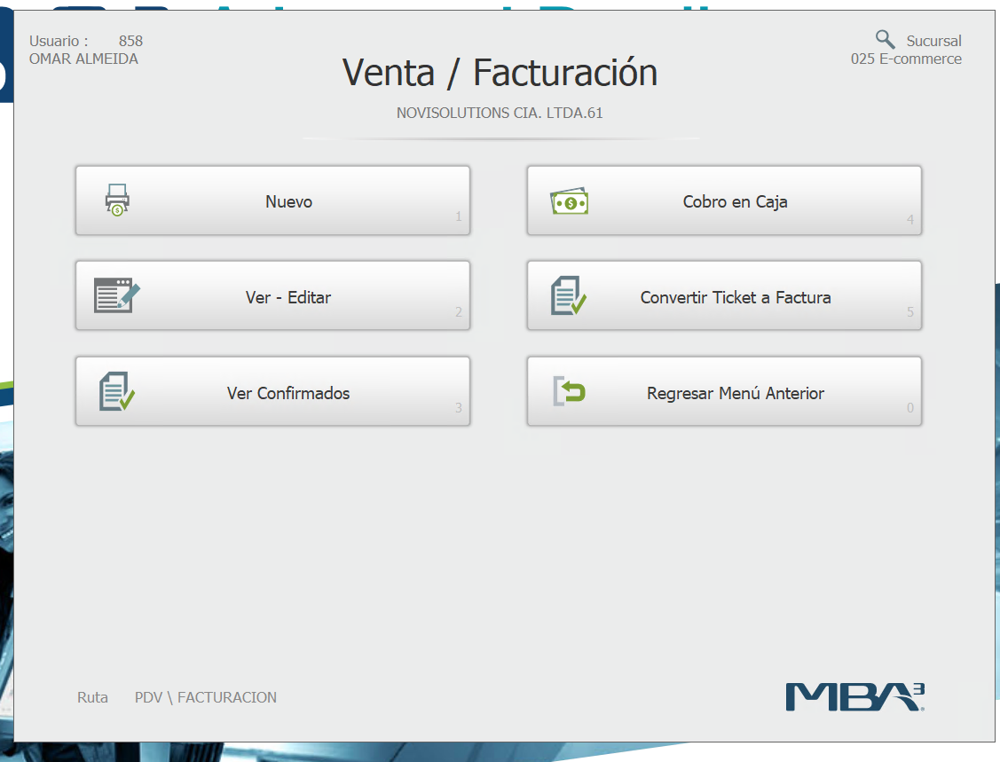 Usuario : 858
OMAR ALMEIDA
Sucursal
025 E-commerce
Venta / Facturación
NOVISOLUTIONS CIA. LTDA.61
Nuevo
1
Cobro en Caja
4
Ver - Editar
2
Convertir Ticket a Factura
5
Ver Confirmados
3
Regresar Menú Anterior
0
Ruta PDV \ FACTURACION
MBA3